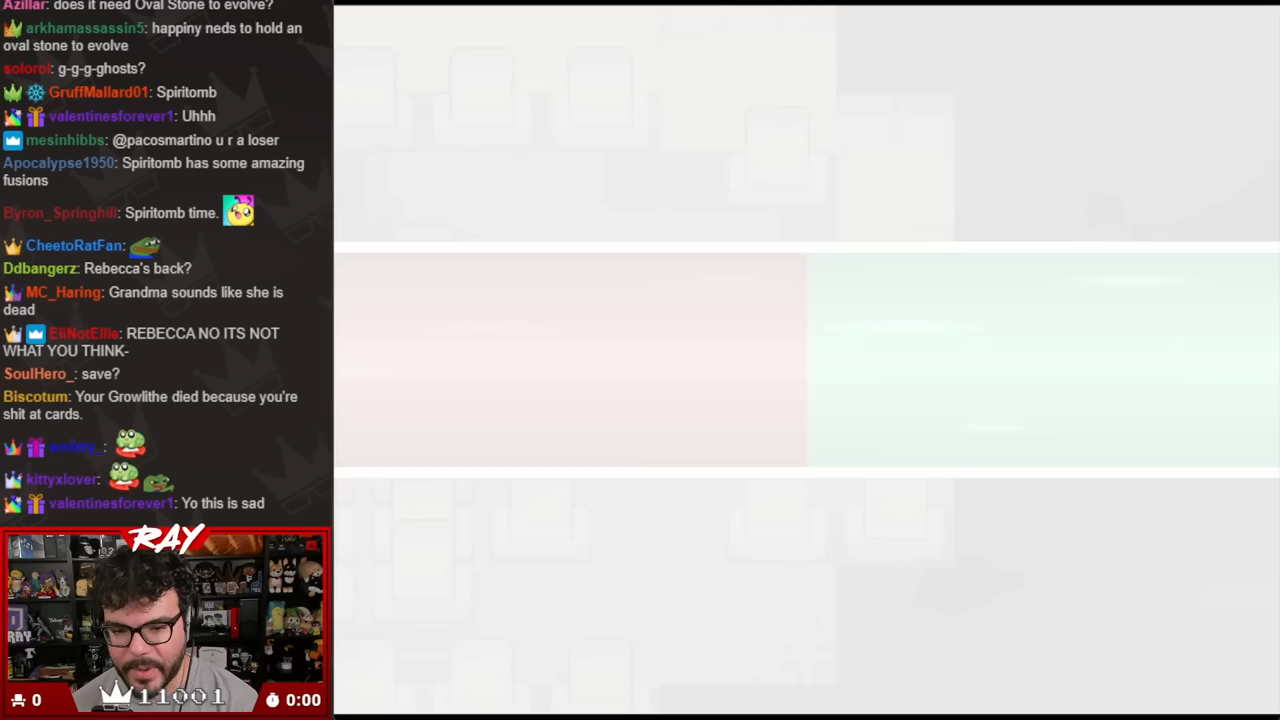 Azillar: does it need Oval Stone to evolve?
arkhamassassin5: happiny neds to hold an
oval stone to evolve
solorol: g-g-g-ghosts?
GruffMallard01: Spiritomb
valentinesforever1: Uhhh
mesinhibbs: @pacosmartino u r a loser
Apocalypse1950: Spiritomb has some amazing
fusions
Byron_Springhill: Spiritomb time.
CheetoRatFan:
Ddbangerz: Rebecca's back?
MC_Haring: Grandma sounds like she is
dead
EliNotEllie: REBECCA NO ITS NOT
WHAT YOU THINK-
SoulHero_: save?
Biscotum: Your Growlithe died because you're
shit at cards.
kittyxlover:
valentinesforever1: Yo this is sad
RAY
RAY
0
11001
0:00